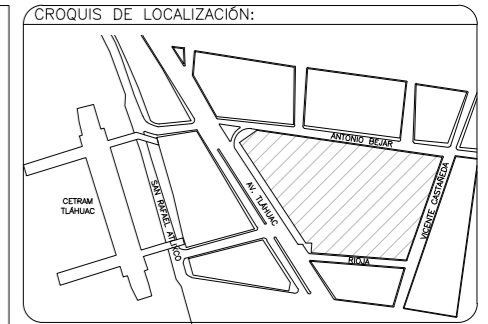 CROQUIS DE LOCALIZACIÓN:
ANTONIO BEJAR
CETRAM
TLÁHUAC
SAN RAFAEL ATLIXCO
AV. TLÁHUAC
VICENTE CASTAÑEDA
RIOJA